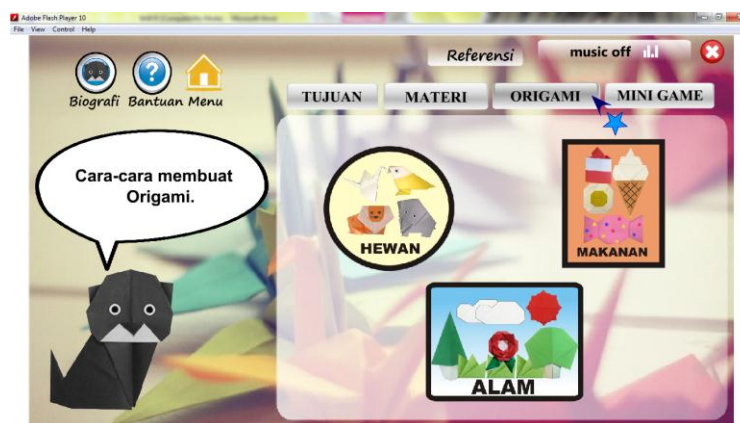 Adobe Flash Player 10
File View Control Help
Referensi
music off
Biografi Bantuan Menu
TUJUAN MATERI ORIGAMI MINI GAME
Cara-cara membuat
Origami.
HEWAN
MAKANAN
ALAM